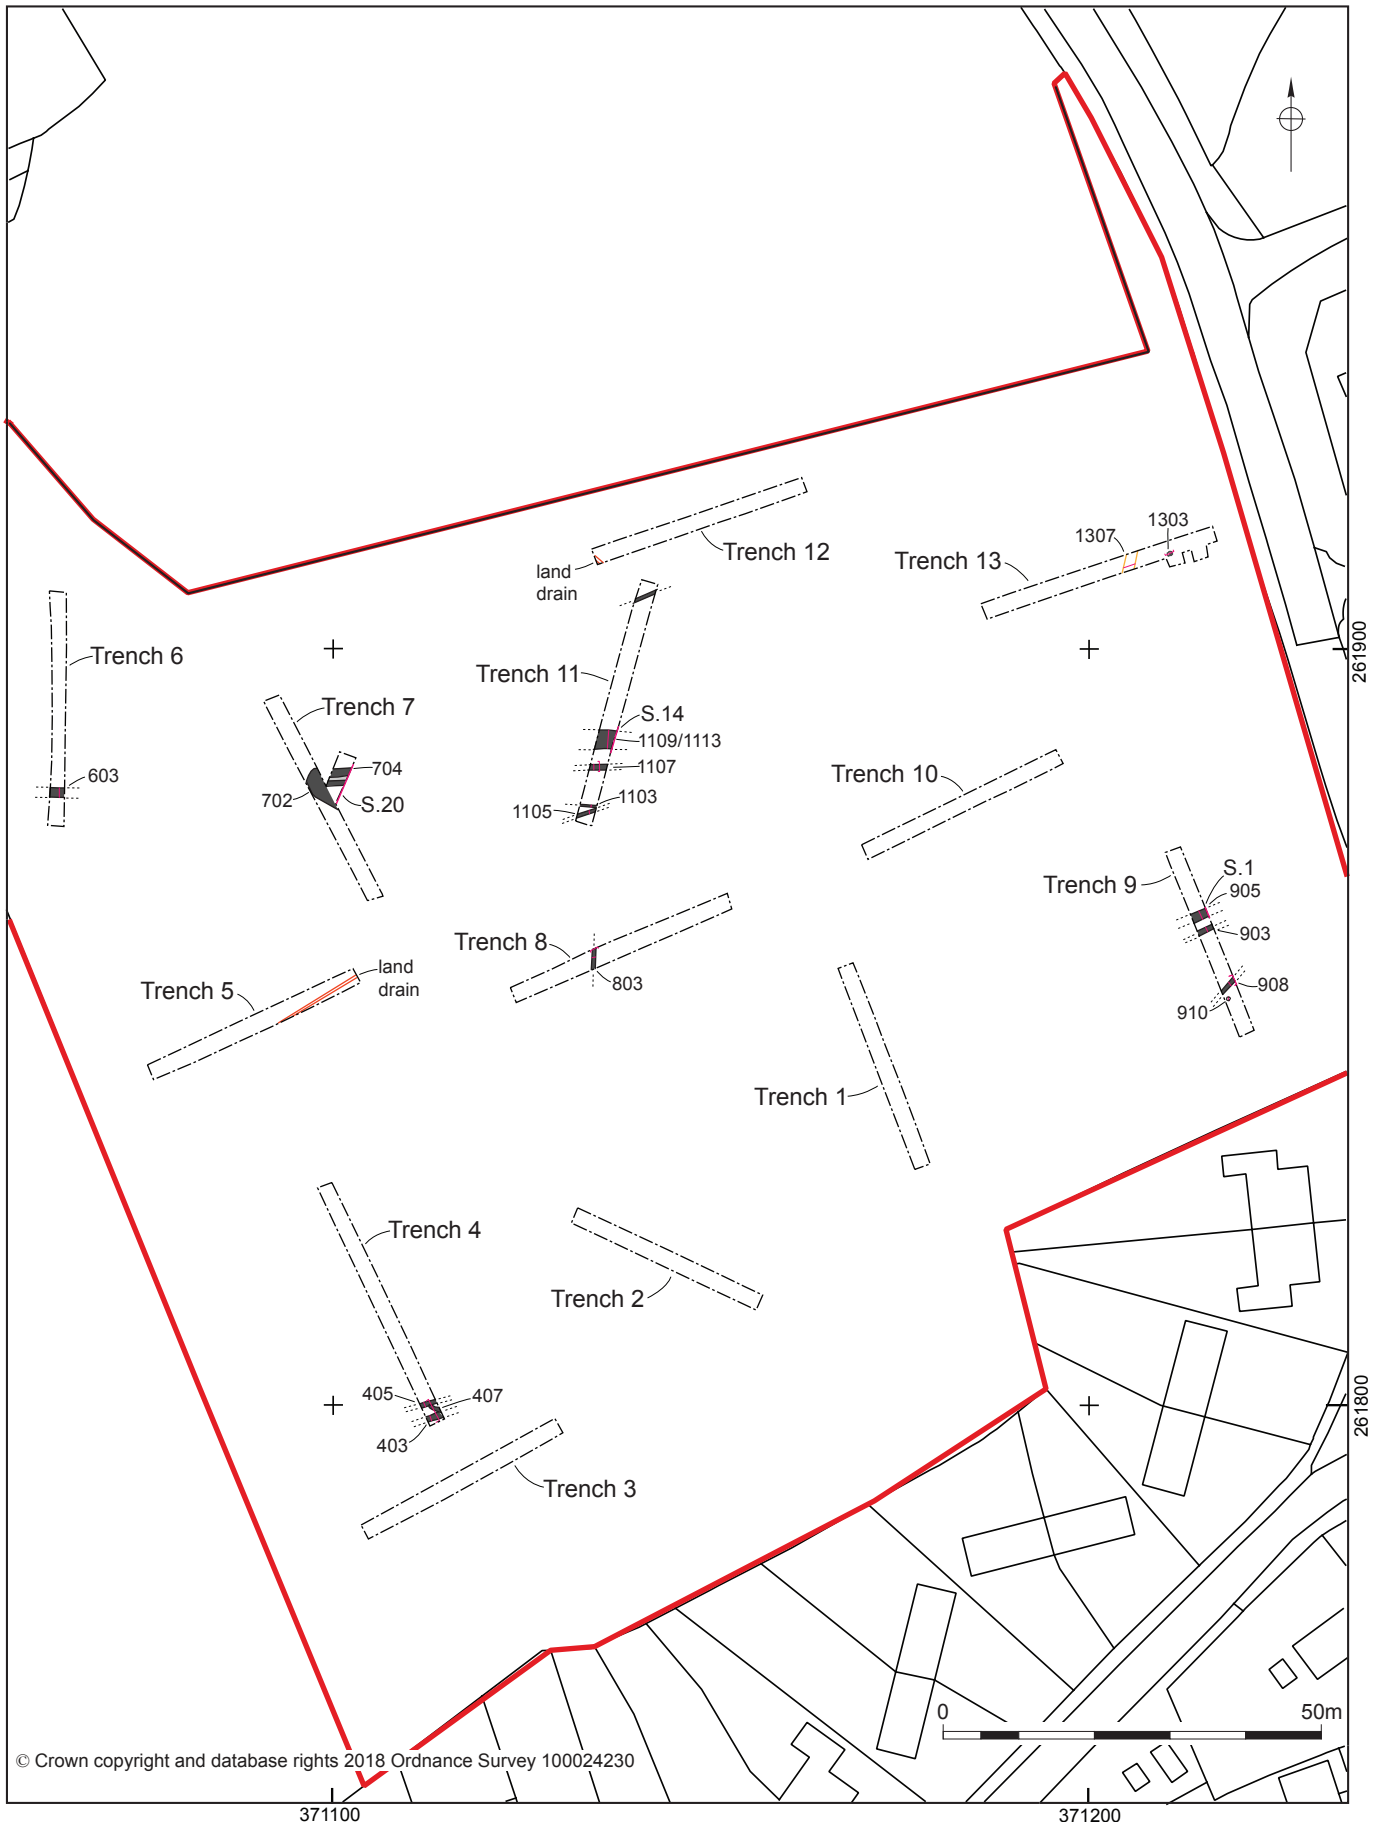 1303
1307
Trench 12
Trench 13
land
drain
261900
Trench 6
Trench 11
Trench 7
S.14
1109/1113
704
1107
603
Trench 10
1103
702
S.20
1105
S.1
Trench 9
905
903
Trench 8
land
drain
803
Trench 5
908
910
Trench 1
Trench 4
Trench 2
405
407
261800
403
Trench 3
0
50m
© Crown copyright and database rights 2018 Ordnance Survey 100024230
371100
371200